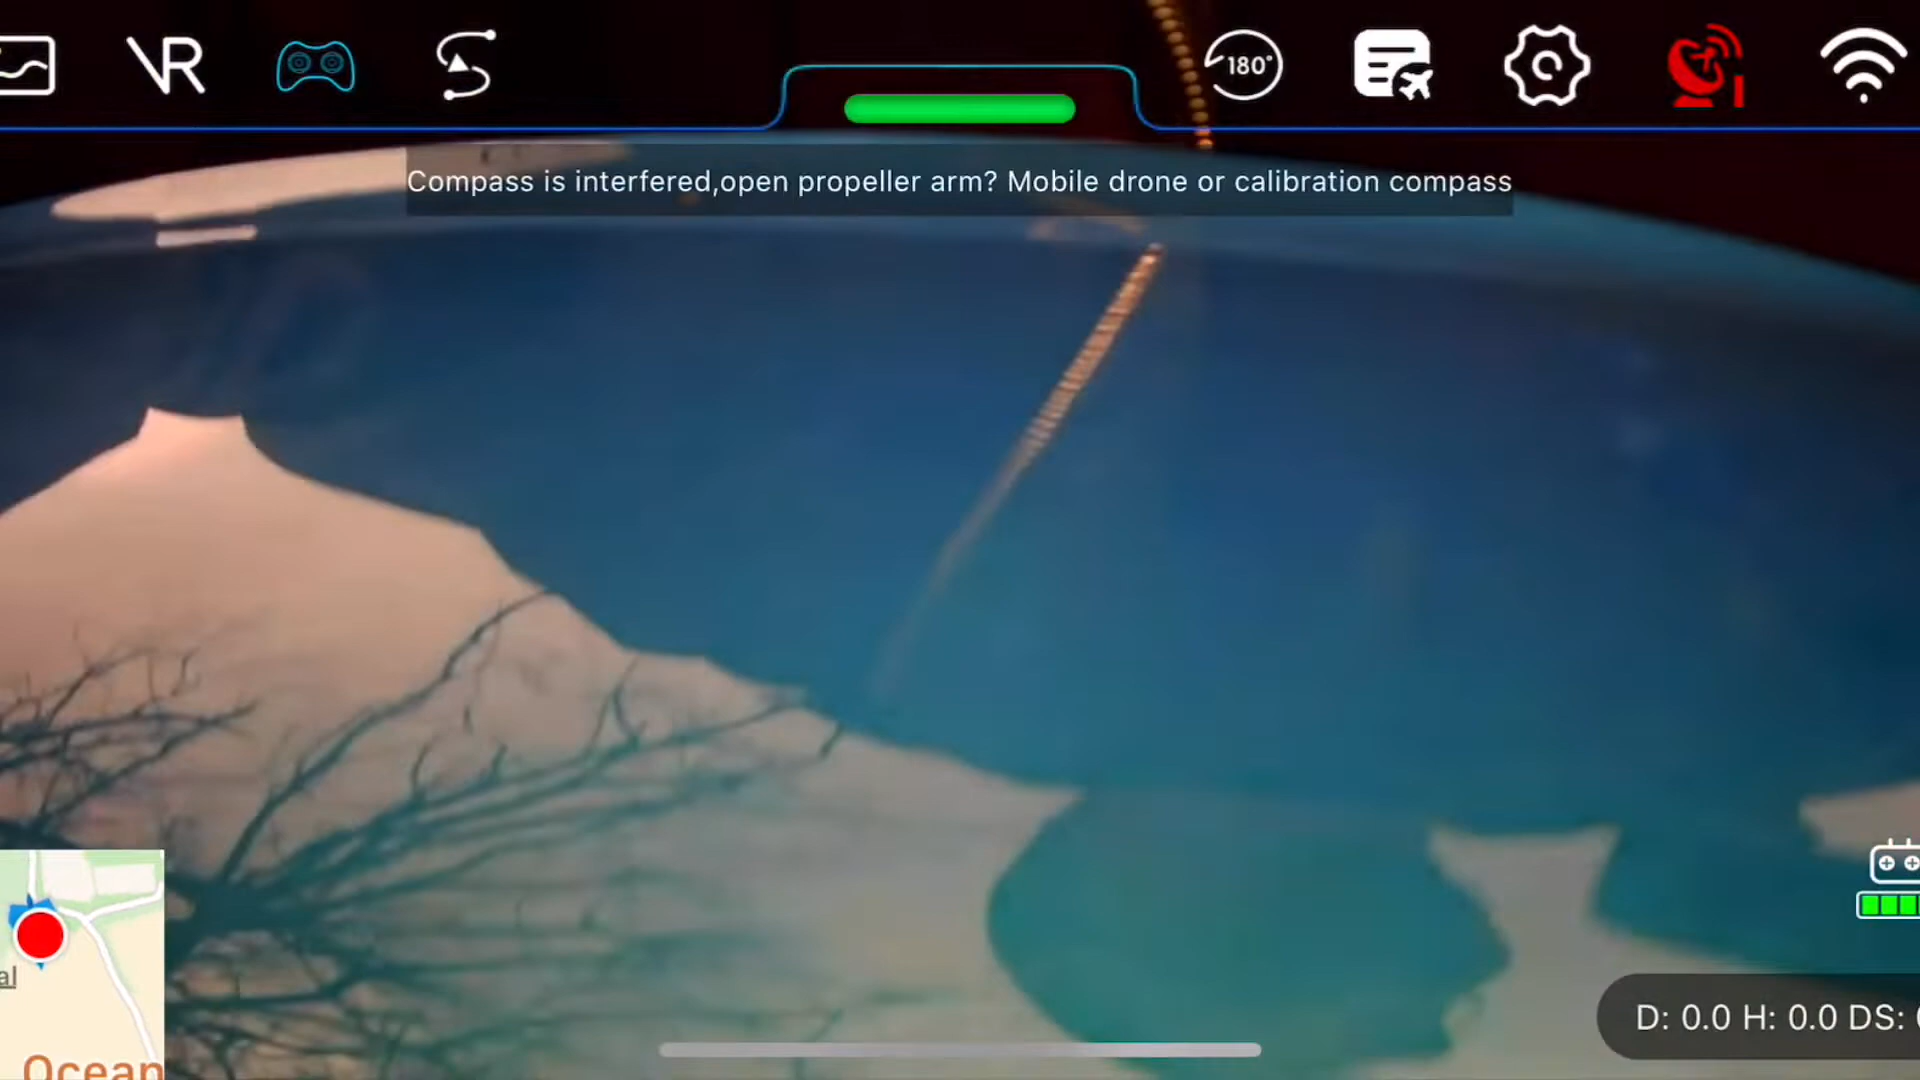 VR
180°
Compass is interfered,open propeller arm? Mobile drone or calibration compass
al
Ocean
D: 0.0 H: 0.0 DS: